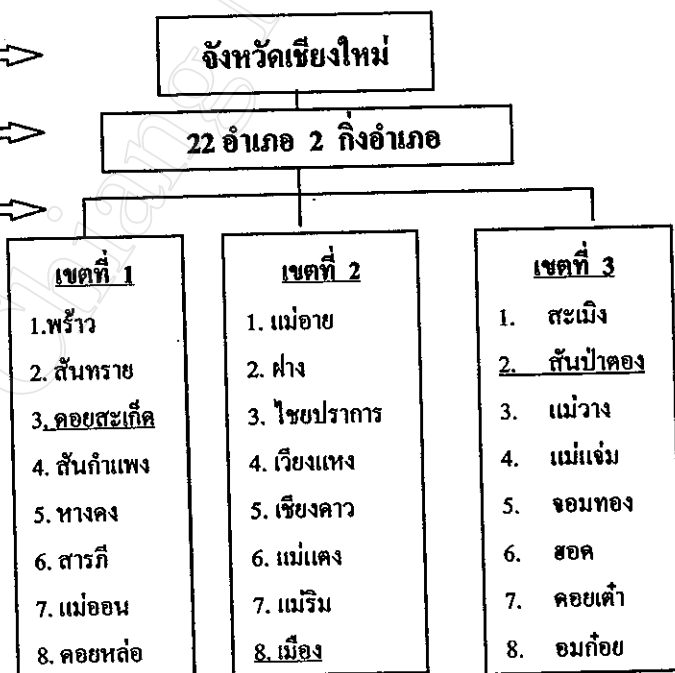 จังหวัดเชียงใหม่
22 อำเภอ 2 กิ่งอำเภอ
เขตที่ 1
1.พร้าว
2. สันทราย
3. ดอยสะเก็ด
4. สันกำแพง
5. หางดง
6. สารภี
7. แม่ออน
8. ดอยหล่อ
เขตที่ 2
1. แม่อาย
2. ฝาง
3. ไชยปราการ
4. เวียงแหง
5. เชียงดาว
6. แม่แตง
7. แม่ริม
8. เมือง
เขตที่ 3
1. สะเมิง
2. สันป่าตอง
3. แม่วาง
4. แม่แจ่ม
5. จอมทอง
6. ฮอด
7. ดอยเต๋า
8. อมก๋อย
Chiang